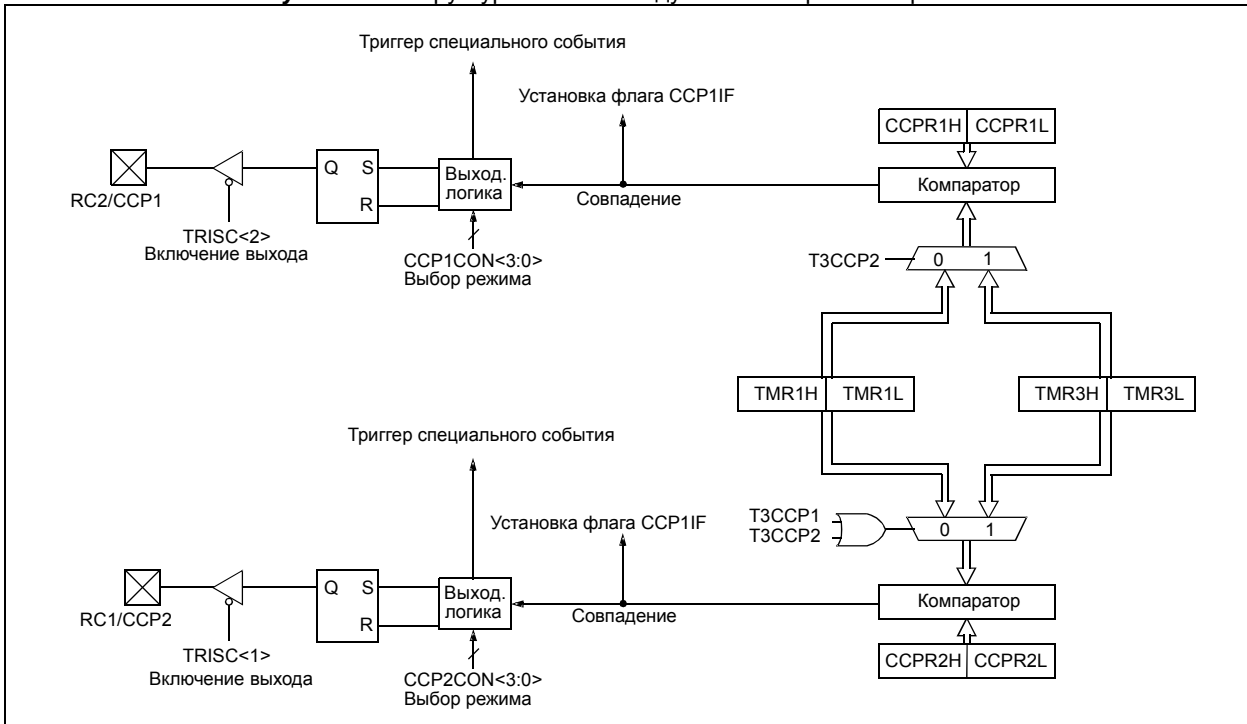 Триггер специального события
Установка флага CCP1IF
CCPR1H CCPR1L
Q S
R
Выход.
логика
Компаратор
Совпадение
RC2/CCP1
TRISC<2>
Включение выхода
CCP1CON<3:0>
Выбор режима
T3CCP2
0 1
TMR1H TMR1L
TMR3H TMR3L
Триггер специального события
Установка флага CCP1IF
T3CCP1
T3CCP2
0 1
Q S
R
Выход.
логика
Компаратор
Совпадение
RC1/CCP2
TRISC<1>
Включение выхода
CCP2CON<3:0>
Выбор режима
CCPR2H CCPR2L